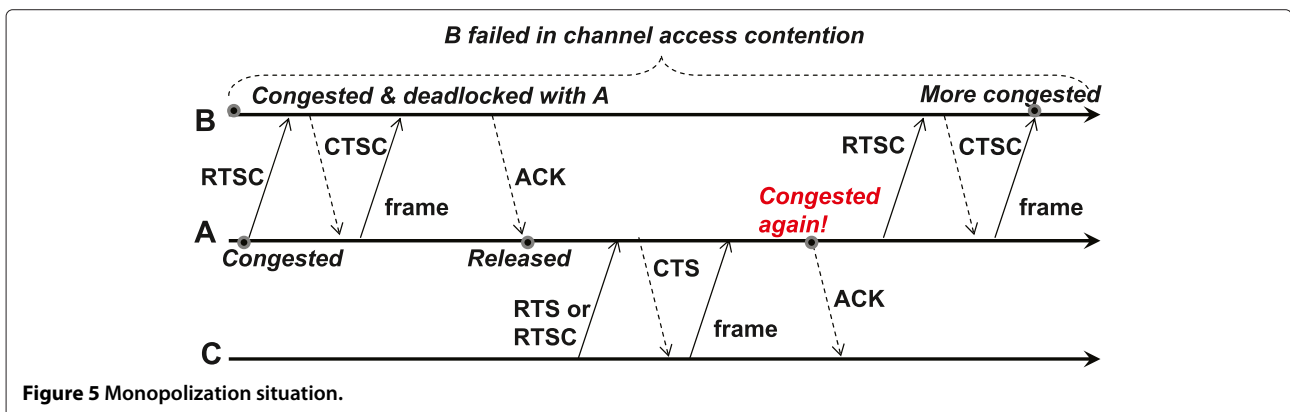 B failed in channel access contention
Congested & deadlocked with A
More congested
B
CTSC
RTSC
ACK
frame
RTSC
CTSC
frame
Congested
again!
A
Congested
Released
CTS
RTS or
RTSC
frame
ACK
C
Figure 5 Monopolization situation.